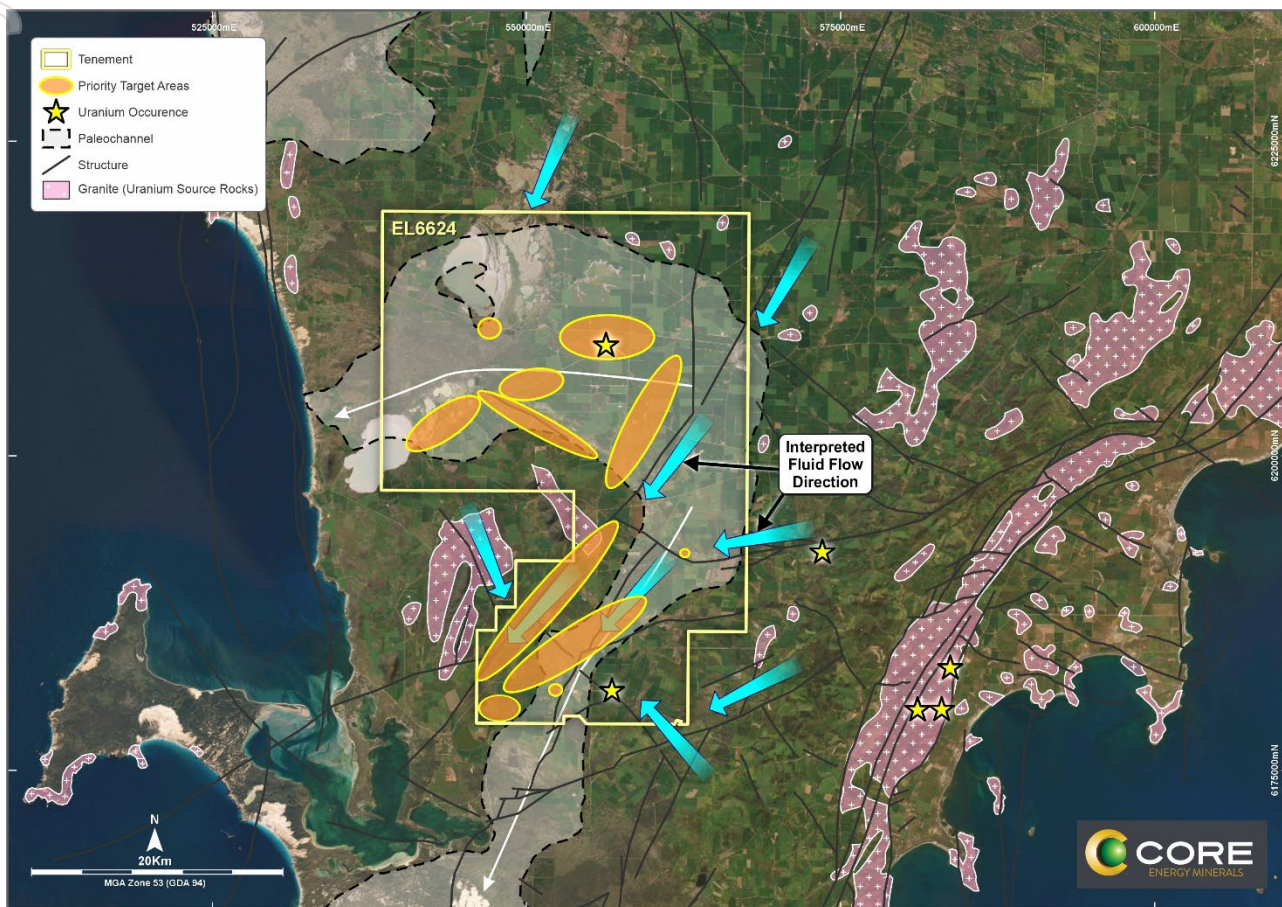 525000mE
550000mE
575000mE
600000mE
Tenement
Priority Target Areas
Uranium Occurence
Paleochannel
Structure
Granite (Uranium Source Rocks)
6225000mN
EL6624
Interpreted
Fluid Flow
Direction
6200000mN
6175000mN
N
20Km
MGA Zone 53 (GDA 94)
CORE
ENERGY MINERALS